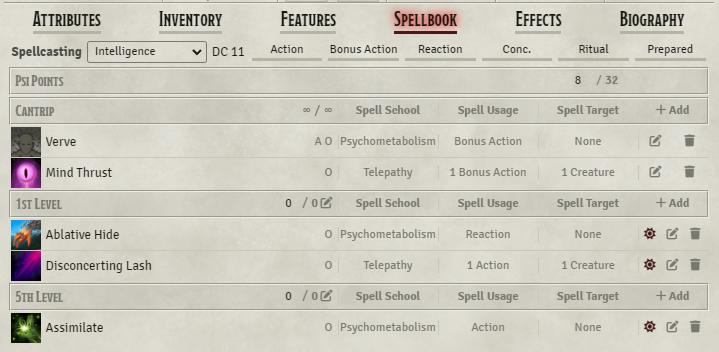 Attributes Inventory Features Spellbook Effects Biography
Spellcasting Intelligence DC 11 Action Bonus Action Reaction Conc. Ritual Prepared
Psi Points 8 / 32
Cantrip ∞ / ∞ Spell School Spell Usage Spell Target + Add
Verve A O Psychometabolism Bonus Action None
Mind Thrust O Telepathy 1 Bonus Action 1 Creature
1st Level 0 / 0 Spell School Spell Usage Spell Target + Add
Ablative Hide O Psychometabolism Reaction None
Disconcerting Lash O Telepathy 1 Action 1 Creature
5th Level 0 / 0 Spell School Spell Usage Spell Target + Add
Assimilate O Psychometabolism Action None